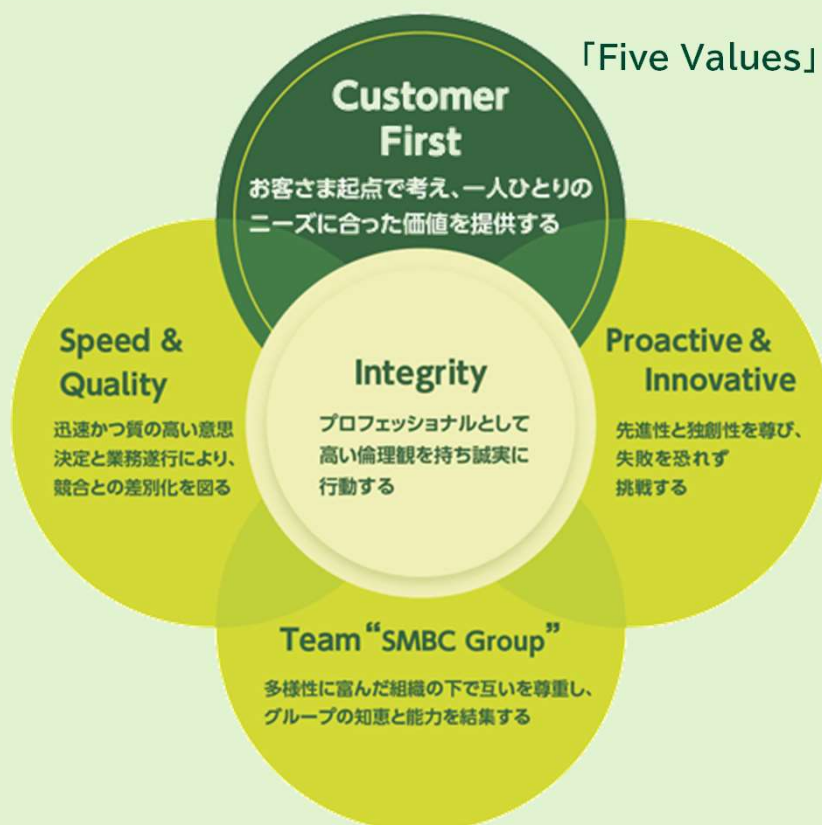 「Five Values」
Customer
First
お客さま起点で考え、一人ひとりの
ニーズに合った価値を提供する
Speed &
Quality
迅速かつ質の高い意思
決定と業務遂行により、
競合との差別化を図る
Integrity
プロフェッショナルとして
高い倫理観を持ち誠実に
行動する
Proactive &
Innovative
先進性と独創性を尊び、
失敗を恐れず
挑戦する
Team “SMBC Group”
多様性に富んだ組織の下で互いを尊重し、
グループの知恵と能力を結集する